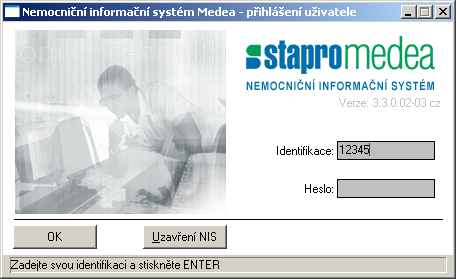 Nemocniční informační systém Medea - přihlášení uživatele
stapromedea
NEMOCNIČNÍ INFORMAČNÍ SYSTÉM
Verze: 3.3.0.02-03 cz
Identifikace: 12345
Heslo:
OK
Uzavření NIS
Zadejte svou identifikaci a stiskněte ENTER